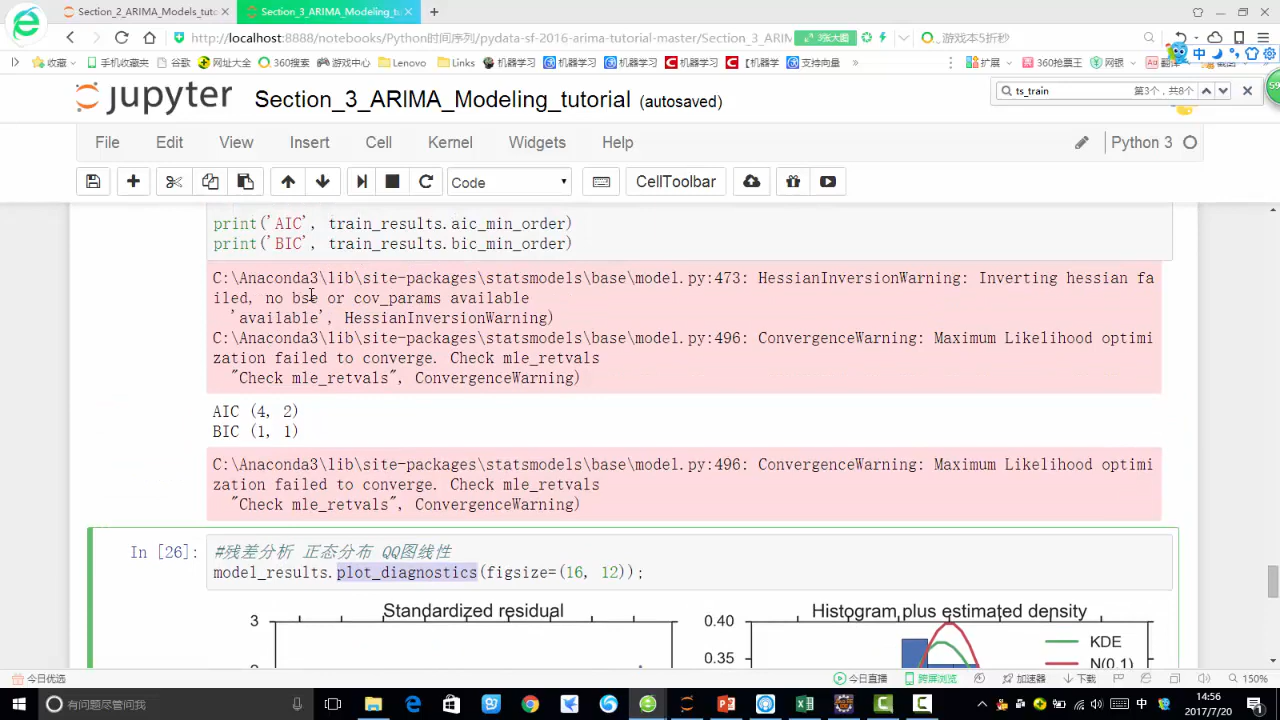 Section_2_ARIMA_Models_tuto
Section_3_ARIMA_Modeling_tu
http://localhost:8888/notebooks/Python时间序列/pydata-sf-2016-arima-tutorial-master/Section_3_ARIM
3张大图
游戏本5折秒
收藏
手机收藏夹
谷歌
网址大全
360搜索
游戏中心
Lenovo
Links
机器学习
机器学习
机器学习
机器学习
【机器学
支持向量
扩展
360抢票王
网银
翻译
中
jupyter
Section_3_ARIMA_Modeling_tutorial (autosaved)
ts_train
第3个，共8个
59
File Edit View Insert Cell Kernel Widgets Help
Python 3
Code
CellToolbar
print('AIC', train_results.aic_min_order)
print('BIC', train_results.bic_min_order)
C:\Anaconda3\lib\site-packages\statsmodels\base\model.py:473: HessianInversionWarning: Inverting hessian fa
iled, no bse or cov_params available
'available', HessianInversionWarning)
C:\Anaconda3\lib\site-packages\statsmodels\base\model.py:496: ConvergenceWarning: Maximum Likelihood optimi
zation failed to converge. Check mle_retvals
"Check mle_retvals", ConvergenceWarning)
AIC (4, 2)
BIC (1, 1)
C:\Anaconda3\lib\site-packages\statsmodels\base\model.py:496: ConvergenceWarning: Maximum Likelihood optimi
zation failed to converge. Check mle_retvals
"Check mle_retvals", ConvergenceWarning)
In [26]:
#残差分析 正态分布 QQ图线性
model_results.plot_diagnostics(figsize=(16, 12));
Standardized residual
3
Histogram plus estimated density
0.40
0.35
KDE
N(0,1)
今日优选
今日直播
跨屏浏览
加速器
下载
150%
有问题尽管问我
中
14:56
2017/7/20